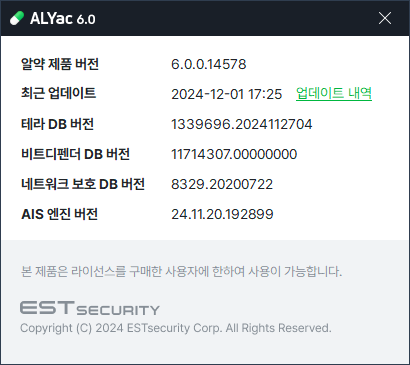 ALYac 6.0
알약 제품 버전 6.0.0.14578
최근 업데이트 2024-12-01 17:25 업데이트 내역
테라 DB 버전 1339696.2024112704
비트디펜더 DB 버전 11714307.00000000
네트워크 보호 DB 버전 8329.20200722
AIS 엔진 버전 24.11.20.192899
본 제품은 라이선스를 구매한 사용자에 한하여 사용이 가능합니다.
ESTSECURITY
Copyright (C) 2024 ESTsecurity Corp. All Rights Reserved.